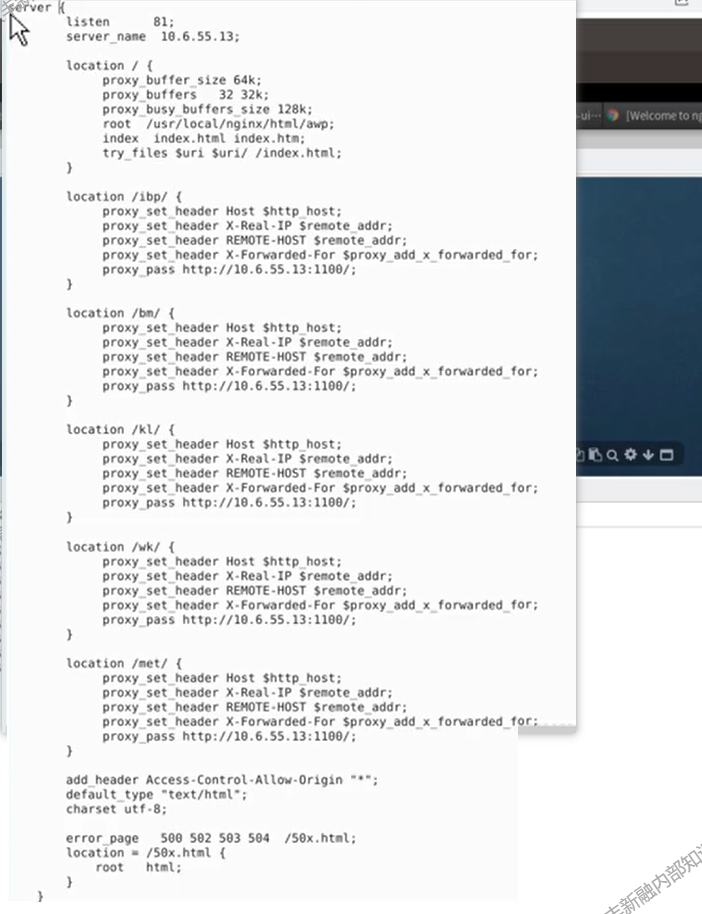 server {
listen 81;
server_name 10.6.55.13;
location / {
proxy_buffer_size 64k;
proxy_buffers 32 32k;
proxy_busy_buffers_size 128k;
root /usr/local/nginx/html/awp;
index index.html index.htm;
try_files $uri $uri/ /index.html;
}
location /ibp/ {
proxy_set_header Host $http_host;
proxy_set_header X-Real-IP $remote_addr;
proxy_set_header REMOTE-HOST $remote_addr;
proxy_set_header X-Forwarded-For $proxy_add_x_forwarded_for;
proxy_pass http://10.6.55.13:1100/;
}
location /bm/ {
proxy_set_header Host $http_host;
proxy_set_header X-Real-IP $remote_addr;
proxy_set_header REMOTE-HOST $remote_addr;
proxy_set_header X-Forwarded-For $proxy_add_x_forwarded_for;
proxy_pass http://10.6.55.13:1100/;
}
location /kl/ {
proxy_set_header Host $http_host;
proxy_set_header X-Real-IP $remote_addr;
proxy_set_header REMOTE-HOST $remote_addr;
proxy_set_header X-Forwarded-For $proxy_add_x_forwarded_for;
proxy_pass http://10.6.55.13:1100/;
}
location /wk/ {
proxy_set_header Host $http_host;
proxy_set_header X-Real-IP $remote_addr;
proxy_set_header REMOTE-HOST $remote_addr;
proxy_set_header X-Forwarded-For $proxy_add_x_forwarded_for;
proxy_pass http://10.6.55.13:1100/;
}
location /met/ {
proxy_set_header Host $http_host;
proxy_set_header X-Real-IP $remote_addr;
proxy_set_header REMOTE-HOST $remote_addr;
proxy_set_header X-Forwarded-For $proxy_add_x_forwarded_for;
proxy_pass http://10.6.55.13:1100/;
}
add_header Access-Control-Allow-Origin "*";
default_type "text/html";
charset utf-8;
error_page 500 502 503 504 /50x.html;
location = /50x.html {
root html;
}
}
-ui…
[Welcome to ng
新融内部知